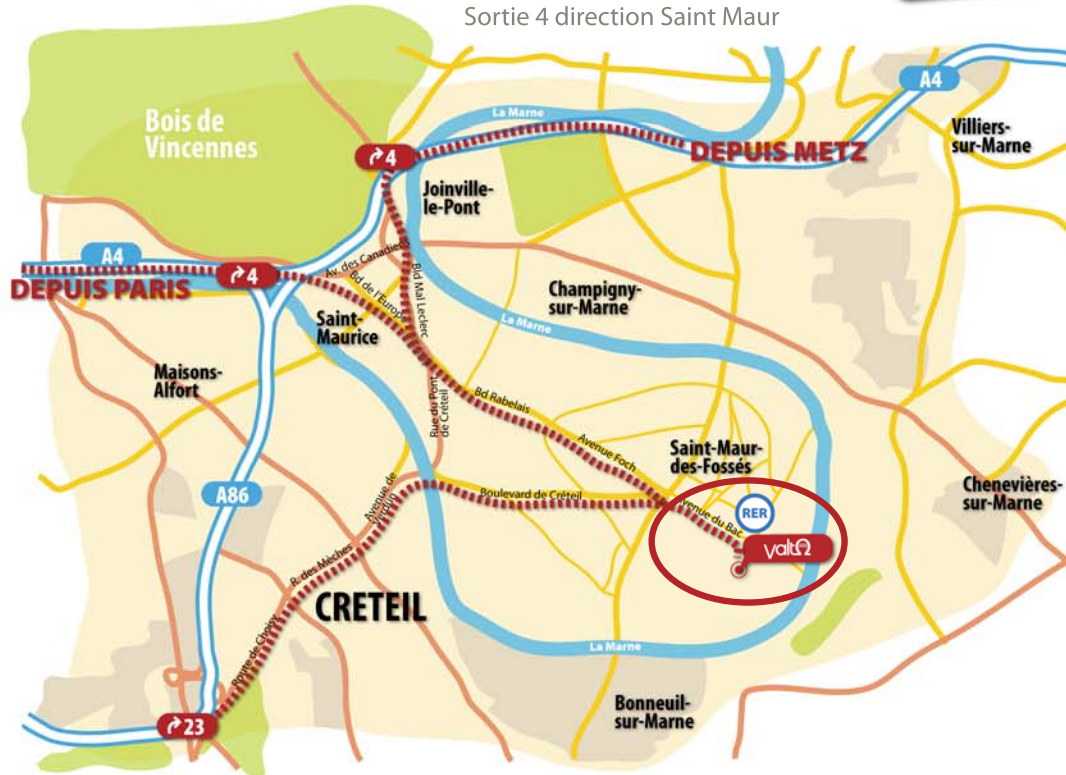 Sortie 4 direction Saint Maur
A4
La Marne
Bois de
Vincennes
Villiers-
sur-Marne
4
DEPUIS METZ
Joinville-
le-Pont
A4
4
Av. des Canadiens
DEPUIS PARIS
Bd de l'Europe
Bld Mal Leclerc
Champigny-
sur-Marne
Saint-
Maurice
La Marne
Maisons-
Alfort
Rue du Pont
de Créteil
Bd Rabelais
Avenue Foch
Saint-Maur-
des-Fossés
Chenevières-
sur-Marne
A86
Avenue de
Verdun
Boulevard de Créteil
venue du Bac
RER
ValtΩ
R. des Mèches
CRETEIL
Route de Choisy
La Marne
Bonneuil-
sur-Marne
23